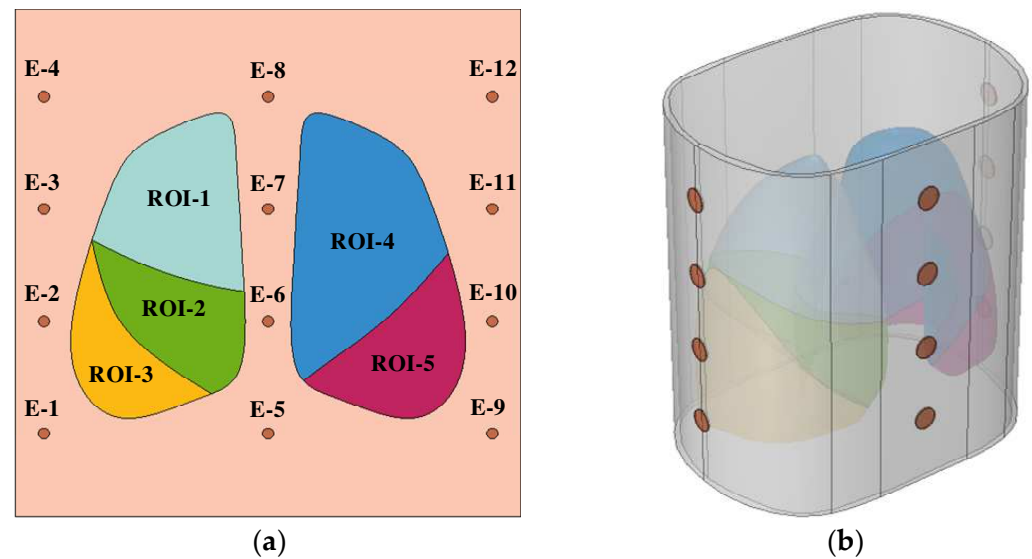 E-4 E-8 E-12
E-3 E-7 E-11
ROI-1
ROI-4
E-2 E-6 E-10
ROI-2
ROI-3 ROI-5
E-1 E-5 E-9
(a) (b)